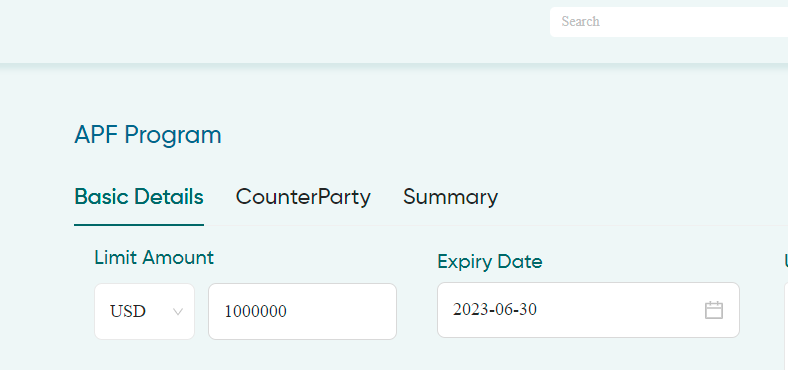 Search
APF Program
Basic Details CounterParty Summary
Limit Amount Expiry Date
USD 1000000 2023-06-30